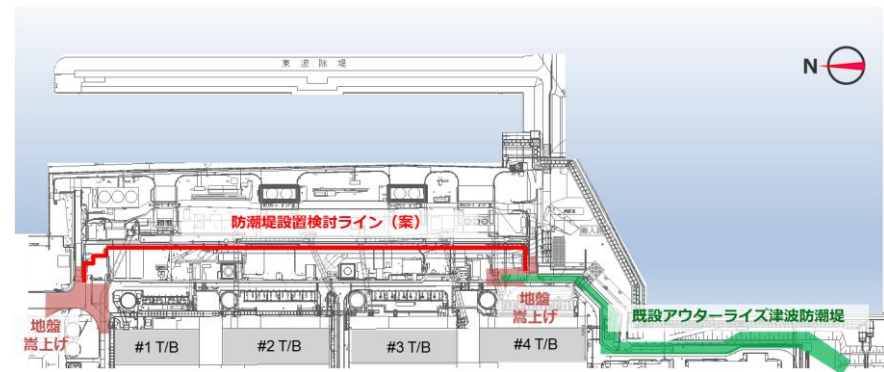 東波除堤
N
防潮堤設置検討ライン（案）
地盤
嵩上げ
地盤
嵩上げ
既設アウターライズ津波防潮堤
#1 T/B
#2 T/B
#3 T/B
#4 T/B